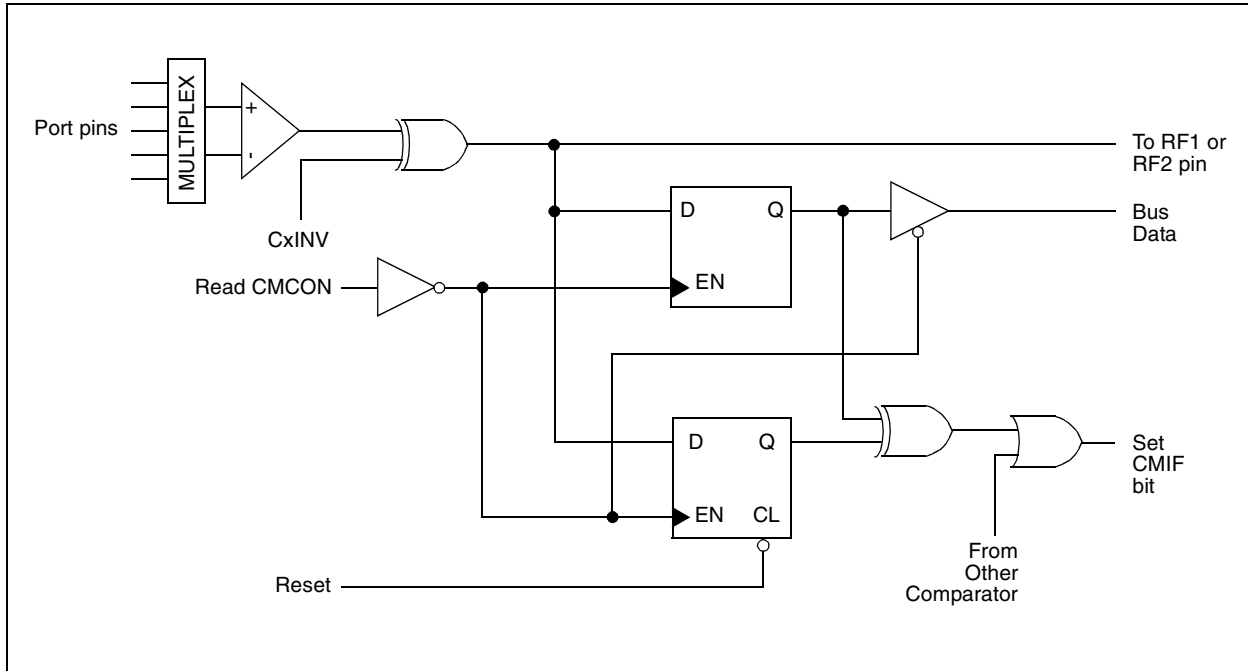 Port pins
MULTIPLEX
+
-
CxINV
To RF1 or
RF2 pin
D
Q
EN
Bus
Data
Read CMCON
D
Q
EN
CL
Set
CMIF
bit
From
Other
Comparator
Reset